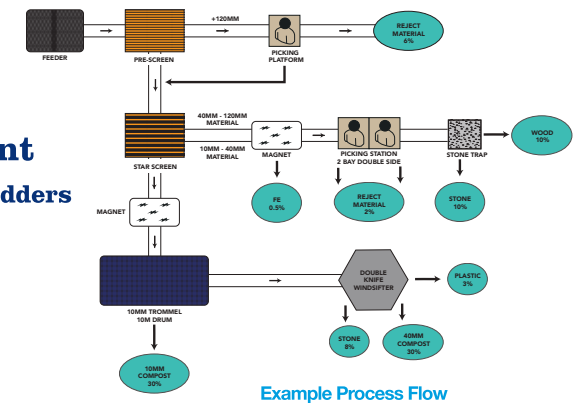 +120MM
REJECT
MATERIAL
6%
FEEDER
PRE-SCREEN
PICKING
PLATFORM
nt
dders
40MM - 120MM
MATERIAL
10MM - 40MM
MATERIAL
STAR SCREEN
MAGNET
PICKING STATION
2 BAY DOUBLE SIDE
STONE TRAP
WOOD
10%
FE
0.5%
REJECT
MATERIAL
2%
STONE
10%
MAGNET
DOUBLE
KNIFE
WINDSIFTER
PLASTIC
3%
10MM TROMMEL
10M DRUM
STONE
8%
40MM
COMPOST
30%
10MM
COMPOST
30%
Example Process Flow